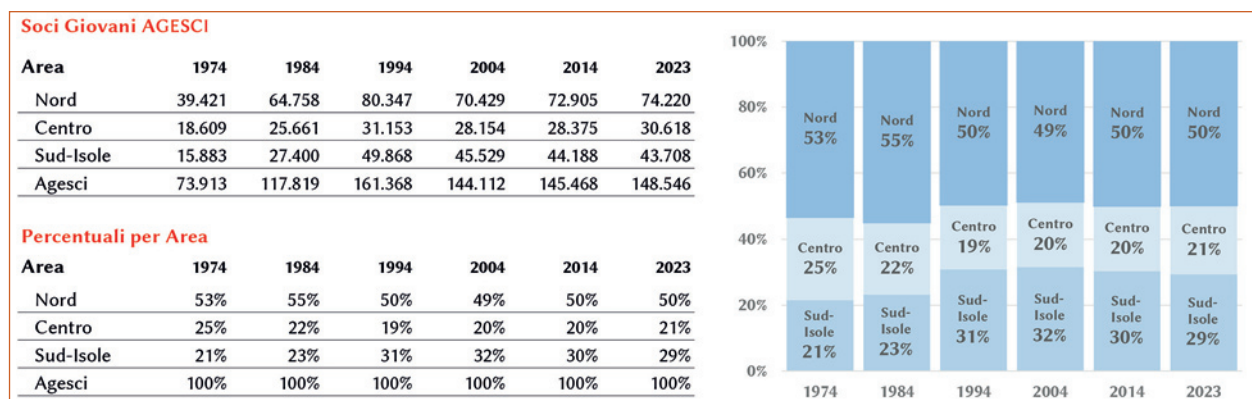 Soci Giovani AGESCI
Area 1974 1984 1994 2004 2014 2023
Nord 39.421 64.758 80.347 70.429 72.905 74.220
Centro 18.609 25.661 31.153 28.154 28.375 30.618
Sud-Isole 15.883 27.400 49.868 45.529 44.188 43.708
Agesci 73.913 117.819 161.368 144.112 145.468 148.546
Percentuali per Area
Area 1974 1984 1994 2004 2014 2023
Nord 53% 55% 50% 49% 50% 50%
Centro 25% 22% 19% 20% 20% 21%
Sud-Isole 21% 23% 31% 32% 30% 29%
Agesci 100% 100% 100% 100% 100% 100%
100%
80%
60%
40%
20%
0%
Nord
53%
Nord
55%
Nord
50%
Nord
49%
Nord
50%
Nord
50%
Centro
25%
Centro
22%
Centro
19%
Centro
20%
Centro
20%
Centro
21%
Sud-
Isole
21%
Sud-
Isole
23%
Sud-
Isole
31%
Sud-
Isole
32%
Sud-
Isole
30%
Sud-
Isole
29%
1974 1984 1994 2004 2014 2023